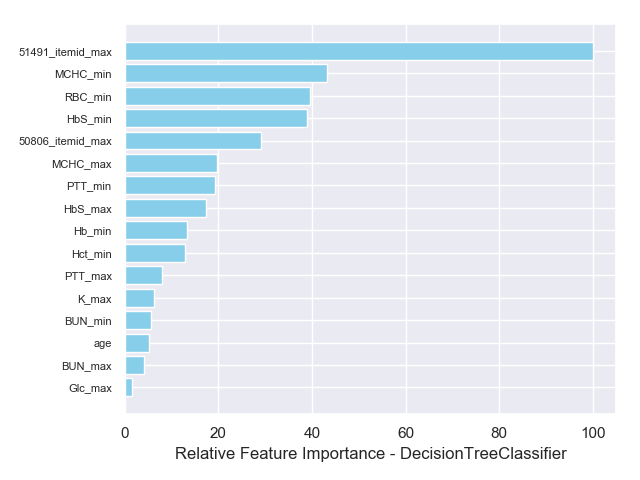 51491_itemid_max
MCHC_min
RBC_min
HbS_min
50806_itemid_max
MCHC_max
PTT_min
HbS_max
Hb_min
Hct_min
PTT_max
K_max
BUN_min
age
BUN_max
Glc_max
0 20 40 60 80 100
Relative Feature Importance - DecisionTreeClassifier